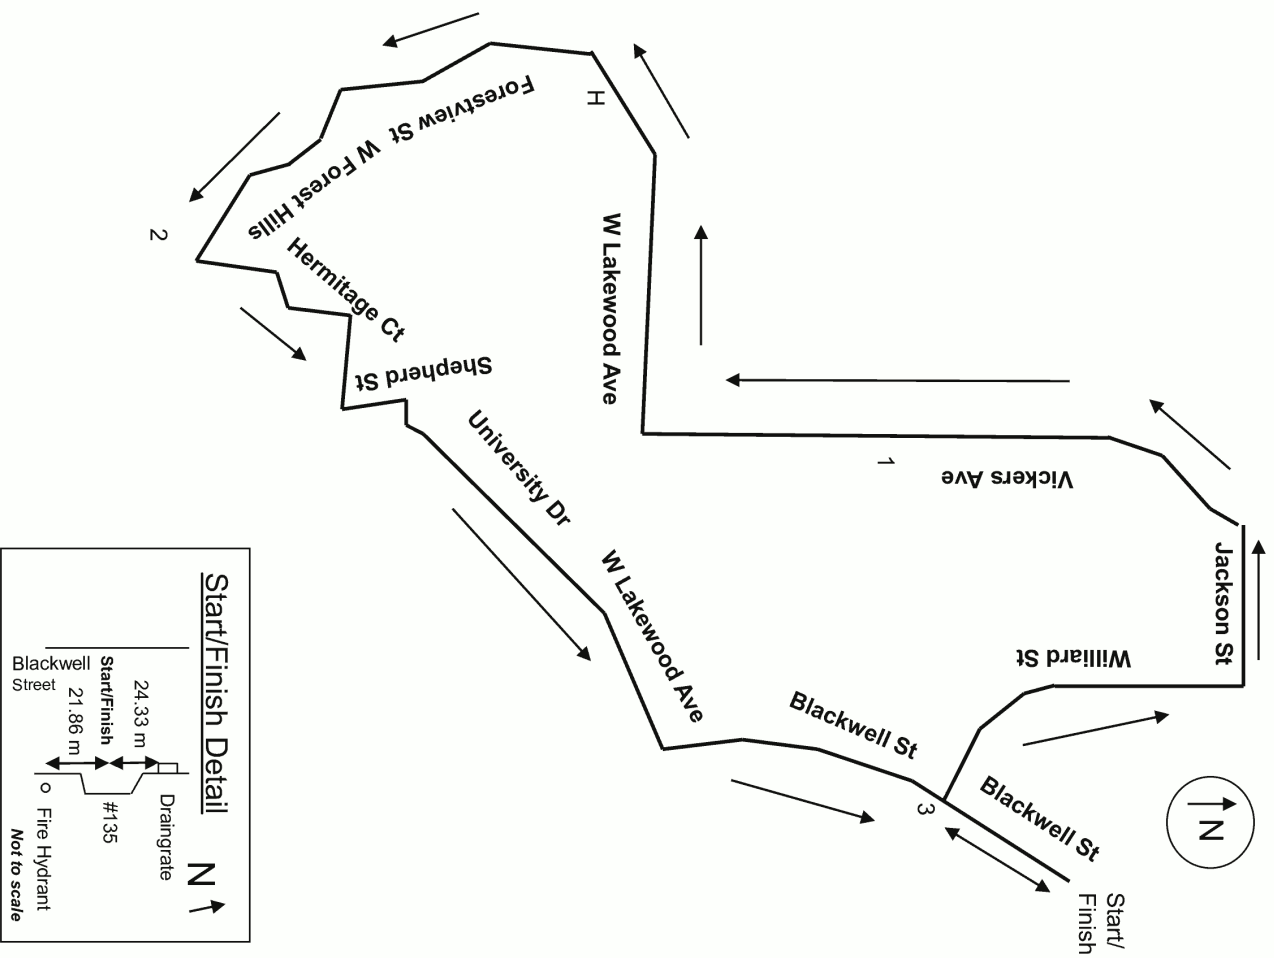 Forestview St
W Forest Hills
H
2
Hermitage Ct
Shepherd St
W Lakewood Ave
University Dr
W Lakewood Ave
Vickers Ave
1
Jackson St
Williard St
Blackwell St
3
Blackwell St
Start/
Finish
N
Start/Finish Detail
N
Blackwell
Street
Start/Finish
21.86 m
24.33 m
#135
Draingrate
Fire Hydrant
Not to scale